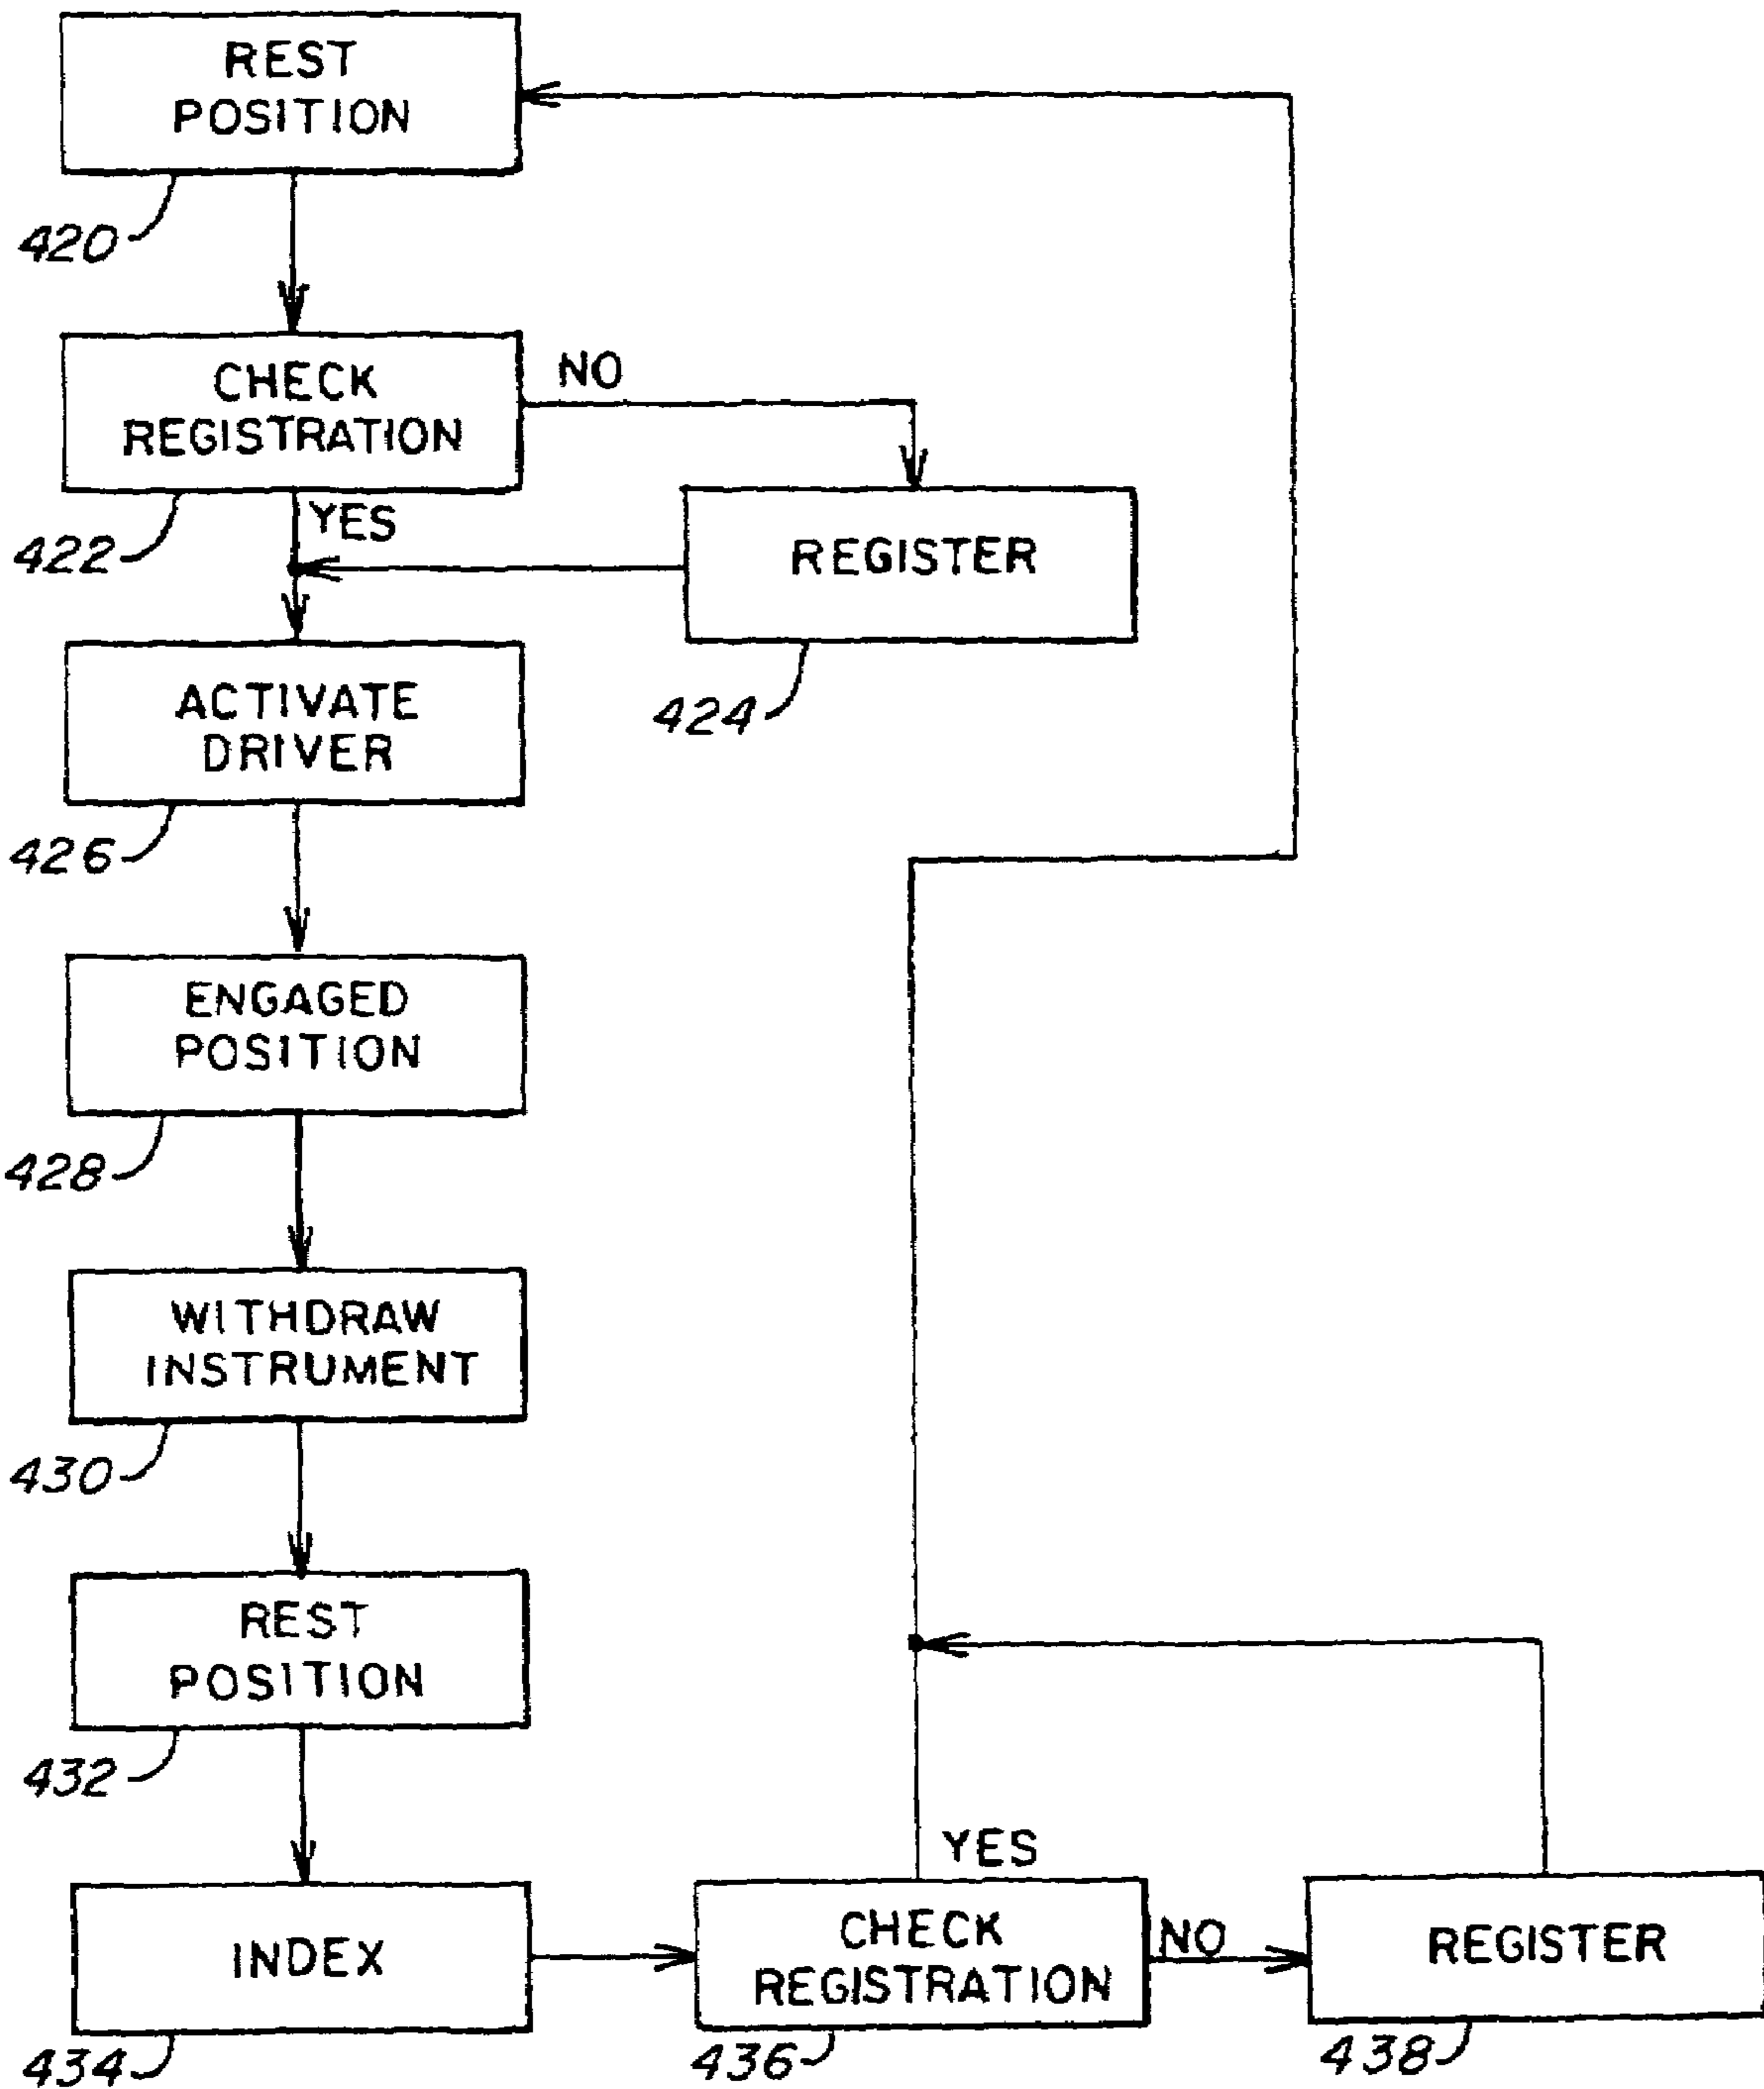 REST
POSITION
420
CHECK
REGISTRATION
NO
YES
422
REGISTER
424
ACTIVATE
DRIVER
426
ENGAGED
POSITION
428
WITHDRAW
INSTRUMENT
430
REST
POSITION
432
INDEX
434
YES
CHECK
REGISTRATION
NO
436
REGISTER
438